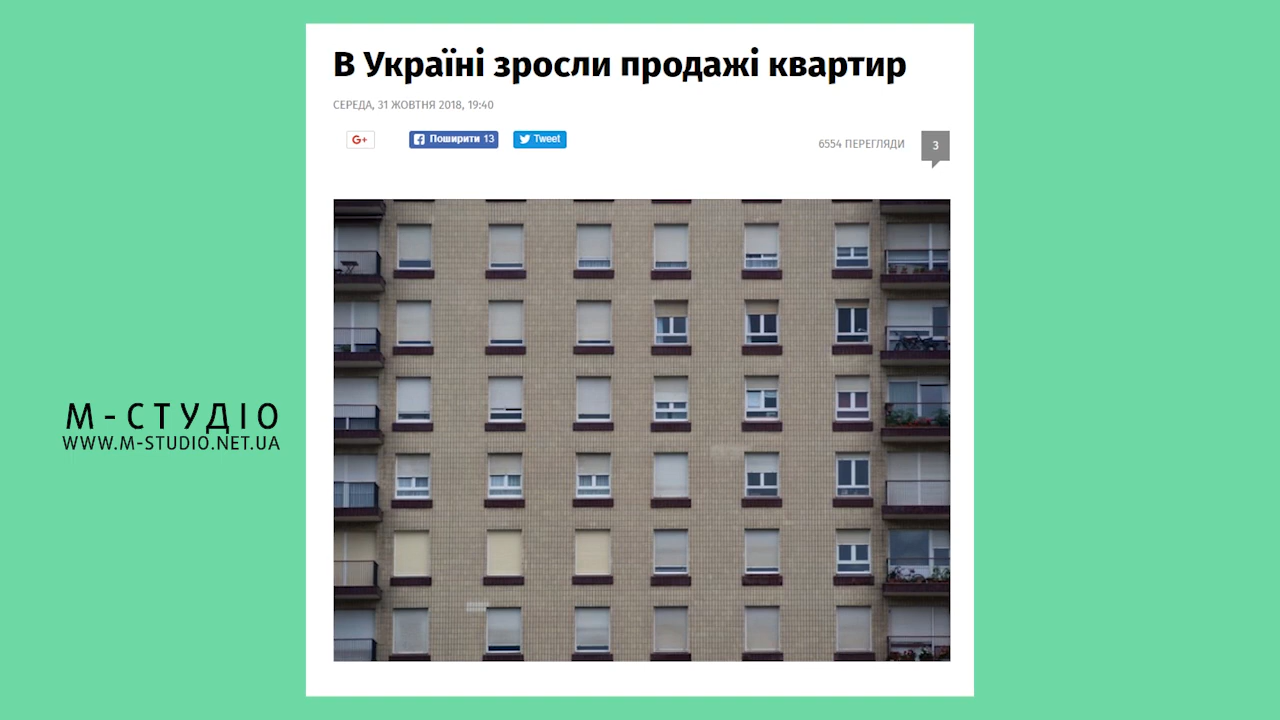 В Україні зросли продажі квартир
СЕРЕДА, 31 ЖОВТНЯ 2018, 19:40
G+
Поширити 13
Tweet
6554 ПЕРЕГЛЯДИ
3
М-СТУДІО
WWW.M-STUDIO.NET.UA